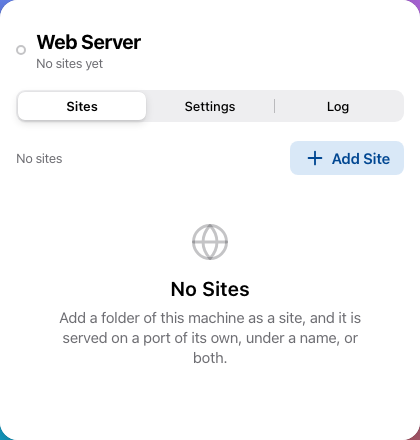 Web Server
No sites yet
Sites
Settings
Log
No sites
Add Site
No Sites
Add a folder of this machine as a site, and it is
served on a port of its own, under a name, or
both.